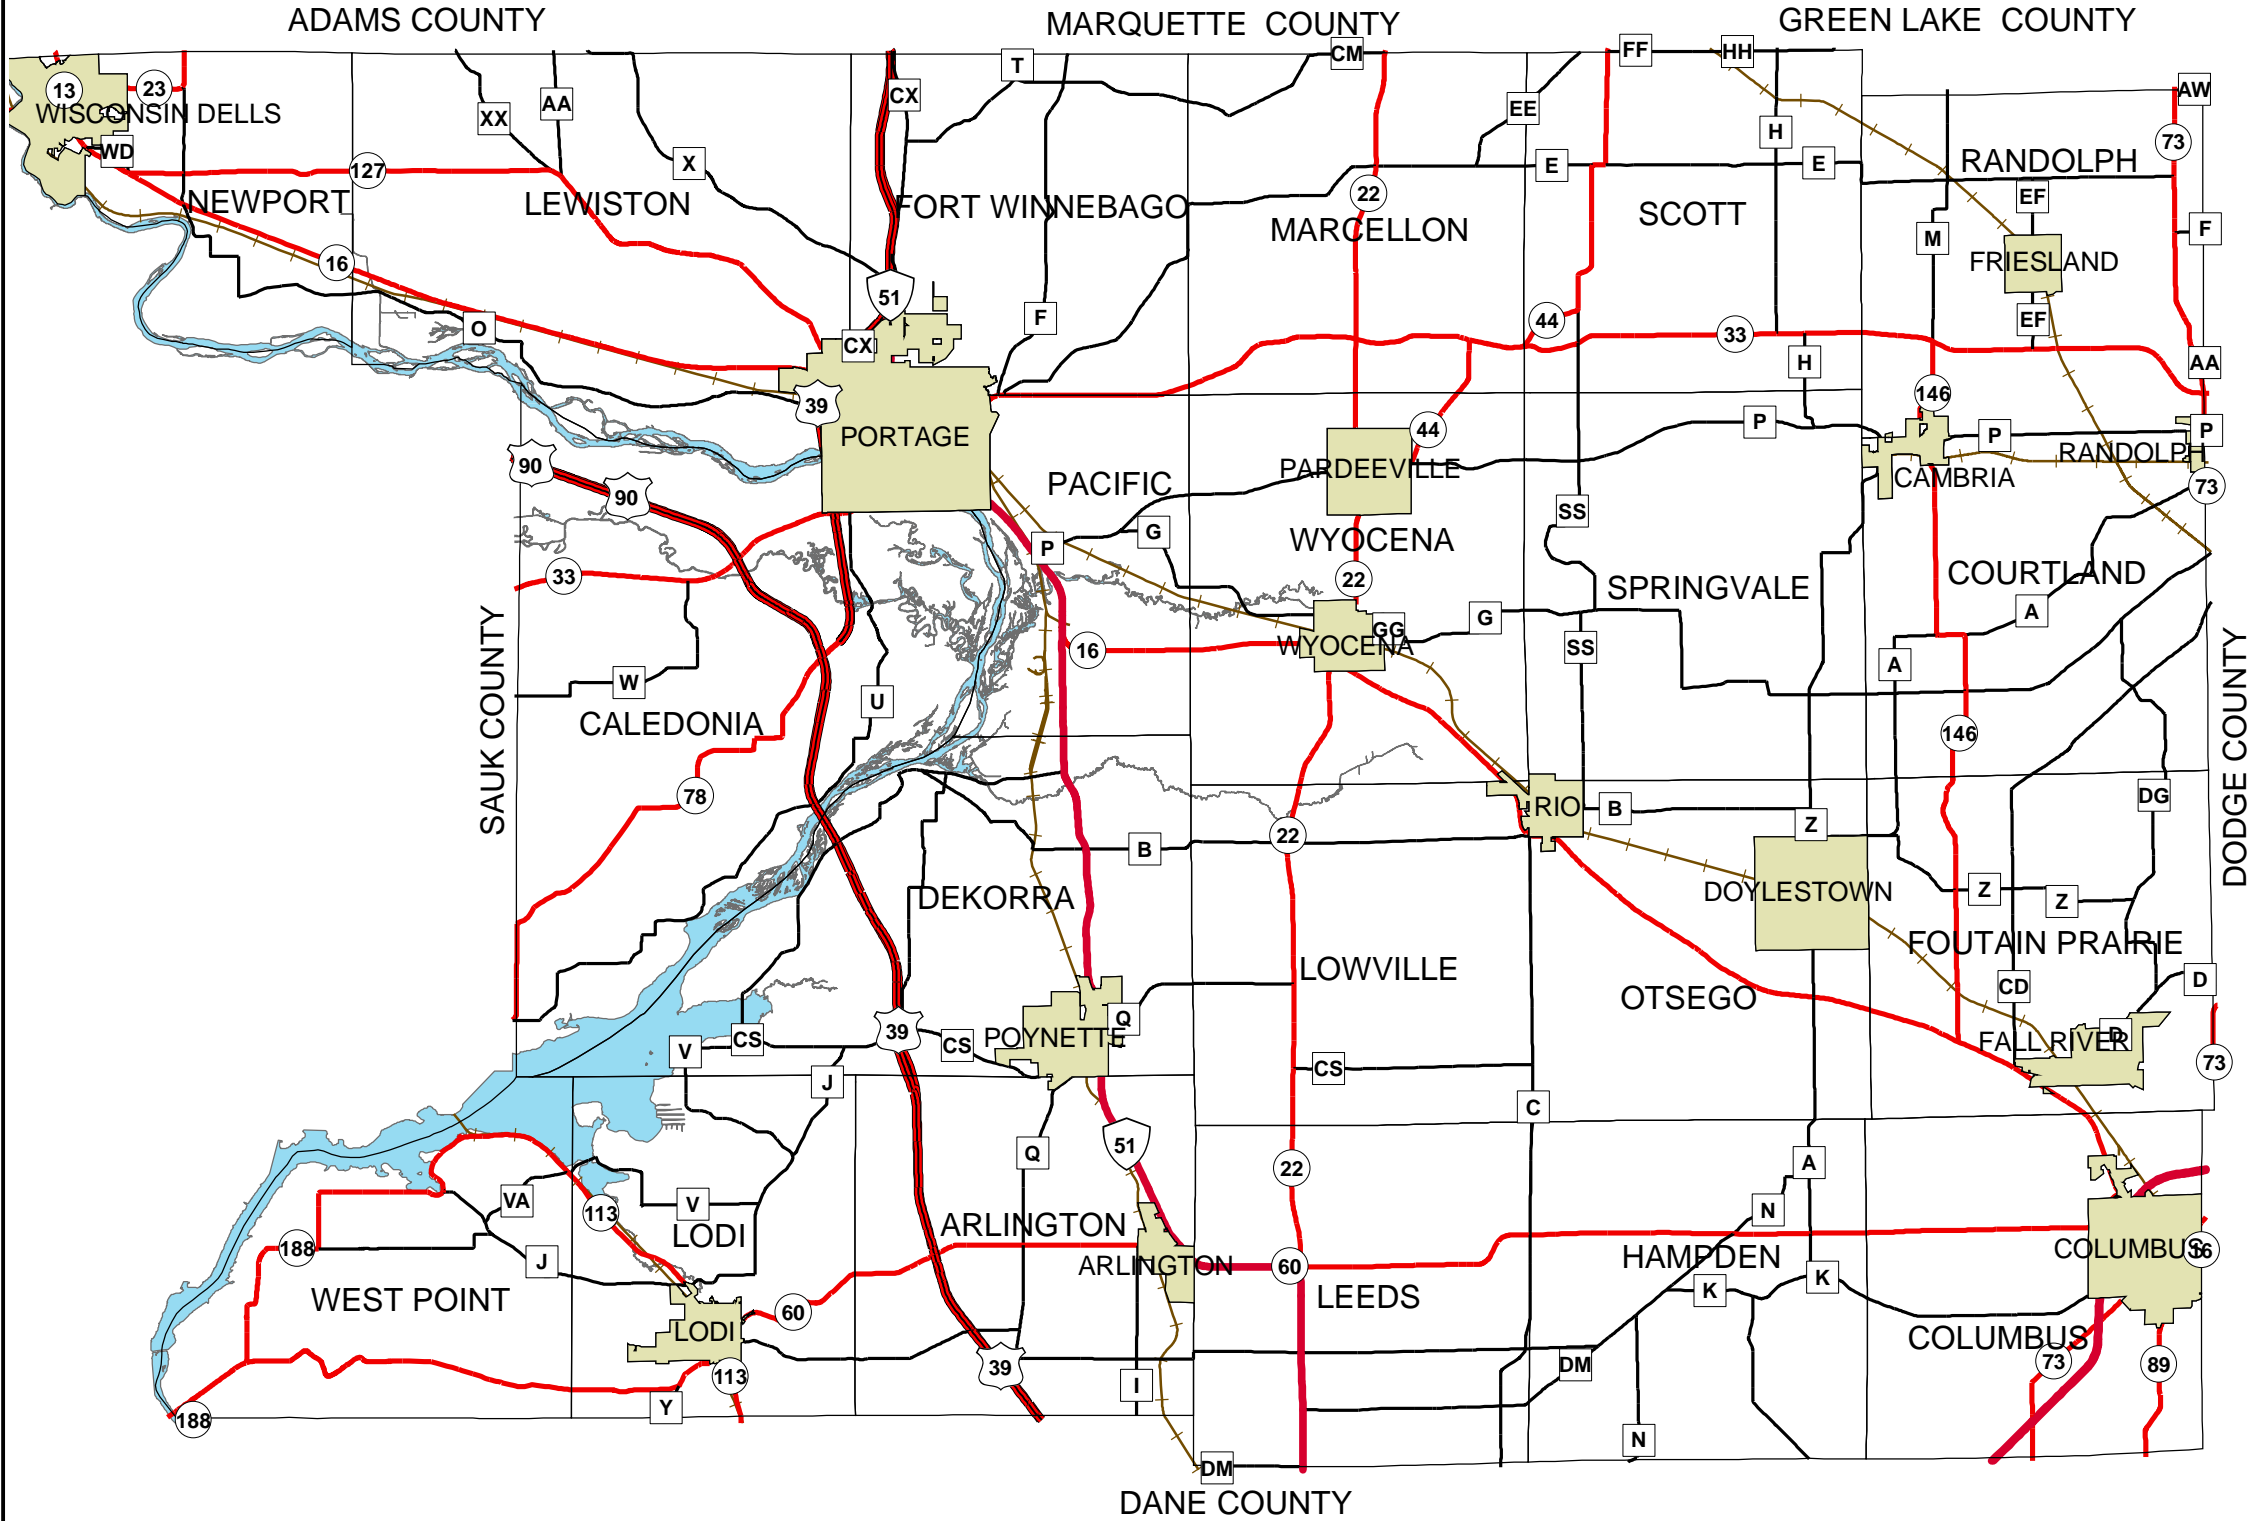 ADAMS COUNTY
MARQUETTE COUNTY
GREEN LAKE COUNTY
T
CM
FF
HH
13
23
WISCONSIN DELLS
XX
AA
CX
EE
AW
WD
127
X
H
73
E
E
RANDOLPH
NEWPORT
LEWISTON
FORT WINNEBAGO
22
MARCELLON
SCOTT
EF
M
F
16
FRIESLAND
51
F
O
CX
44
33
EF
H
AA
39
146
PORTAGE
44
P
P
P
90
90
PARDEEVILLE
RANDOLPH
CAMBRIA
PACIFIC
73
SS
G
P
WYOCENA
33
22
SPRINGVALE
COURTLAND
A
G
GG
WYOCENA
SS
16
A
SAUK COUNTY
W
U
CALEDONIA
146
78
DG
DODGE COUNTY
RIO
B
Z
22
B
DEKORRA
DOYLESTOWN
Z
Z
FOUTAIN PRAIRIE
LOWVILLE
OTSEGO
CD
D
Q
39
CS
V
CS
POYNETTE
D
FALL RIVER
CS
73
J
C
51
Q
22
A
VA
V
113
N
LODI
ARLINGTON
188
J
ARLINGTON
60
HAMPDEN
COLUMBUS
16
K
K
WEST POINT
60
LEEDS
LODI
COLUMBUS
39
DM
73
89
113
I
Y
188
N
DM
DANE COUNTY